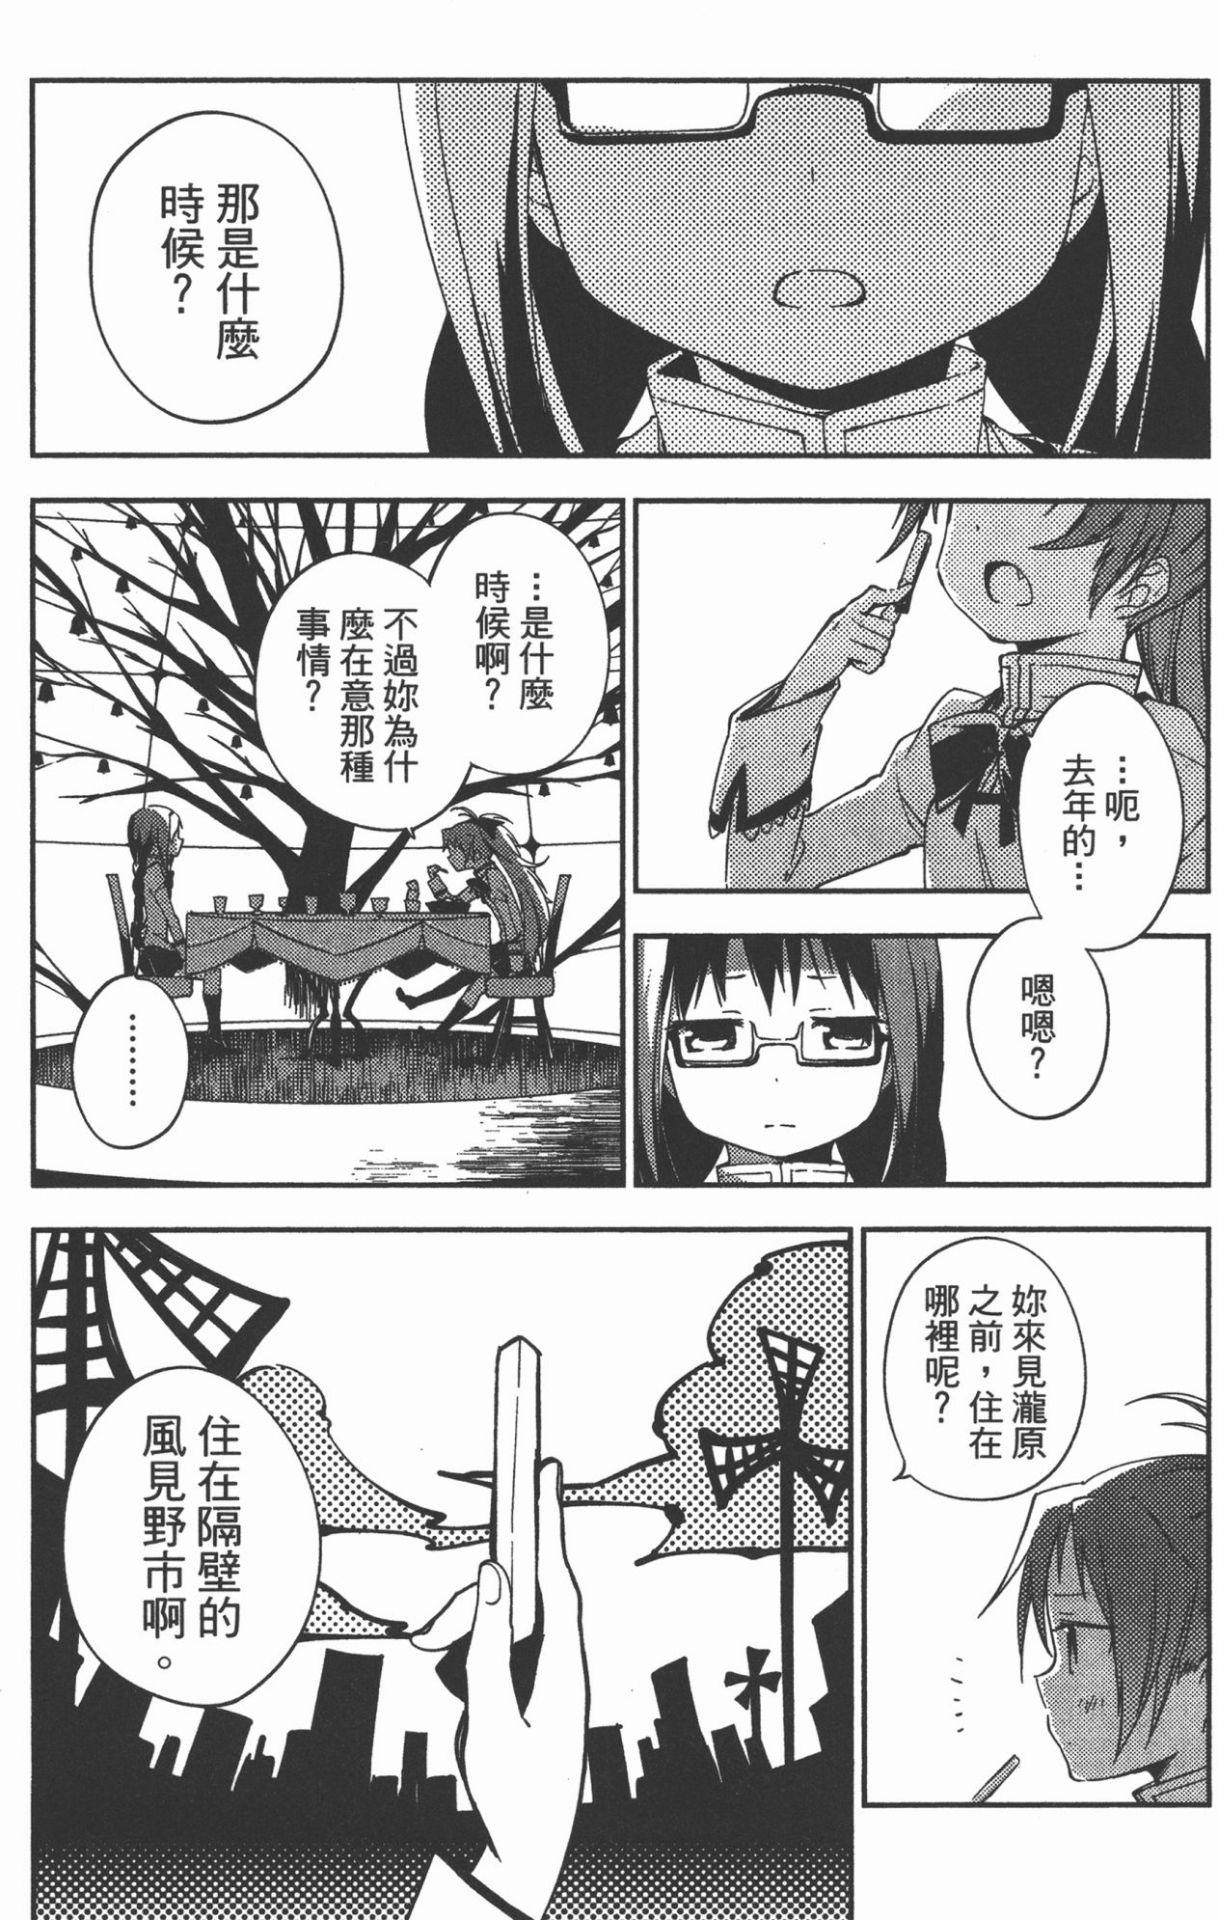 那是什麼
時候？
…呃，
去年的…
嗯嗯？
…是什麼
時候啊？
不過妳為什
麼在意那種
事情？
………
妳來見瀧原
之前，住在
哪裡呢？
住在隔壁的
風見野市啊。